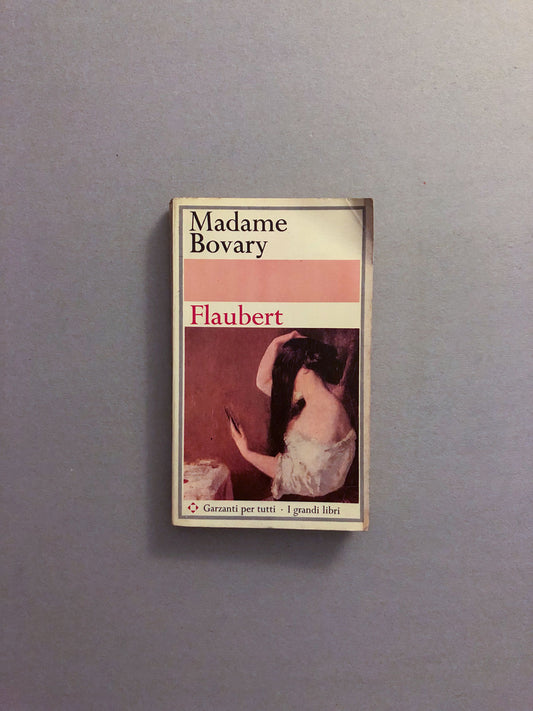 Madame
Bovary
Flaubert
Garzanti per tutti · I grandi libri